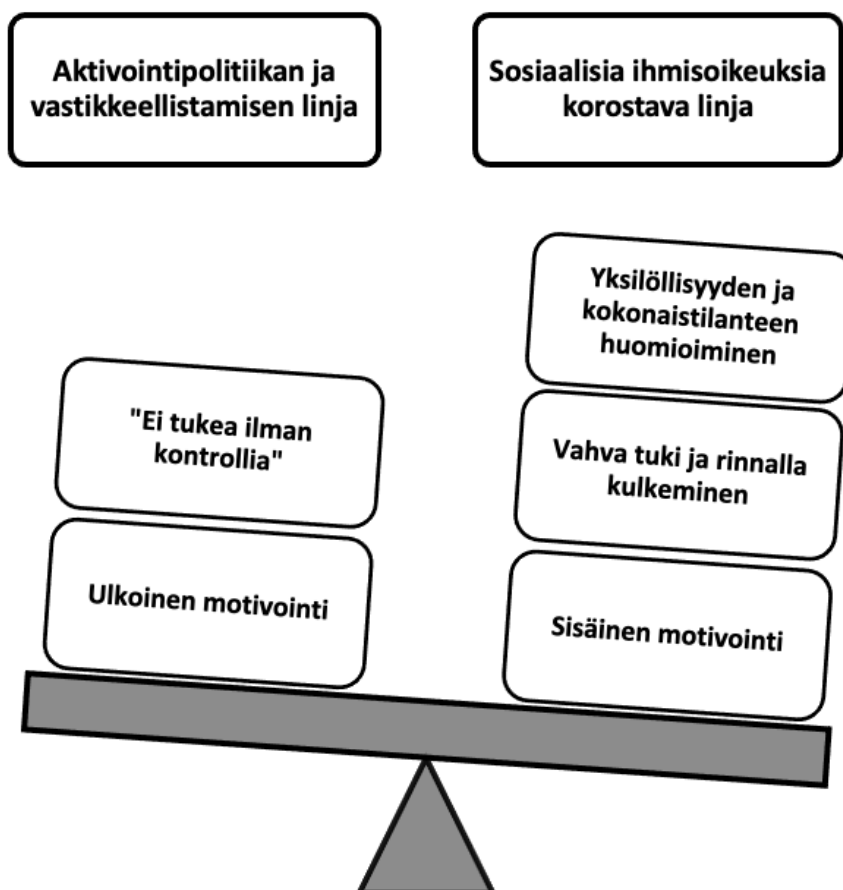 Aktivointipolitiikan ja
vastikkeellistamisen linja
Sosiaalisia ihmisoikeuksia
korostava linja
"Ei tukea ilman
kontrollia"
Ulkoinen motivointi
Yksilöllisyyden ja
kokonaistilanteen
huomioiminen
Vahva tuki ja rinnalla
kulkeminen
Sisäinen motivointi